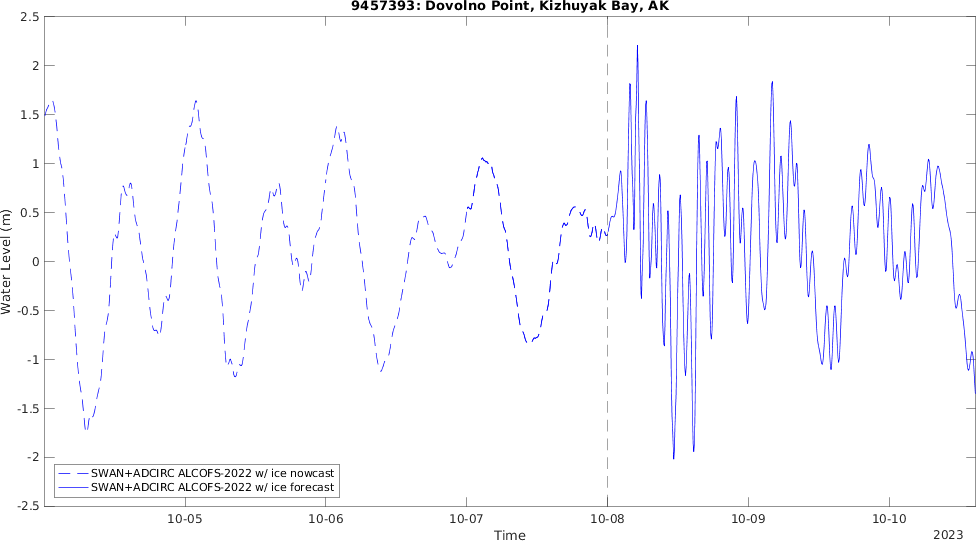 9457393: Dovolno Point, Kizhuyak Bay, AK
2.5
2
1.5
1
0.5
0
-0.5
-1
-1.5
-2
-2.5
Water Level (m)
SWAN+ADCIRC ALCOFS-2022 w/ ice nowcast
SWAN+ADCIRC ALCOFS-2022 w/ ice forecast
10-05 10-06 10-07 10-08 10-09 10-10
Time
2023